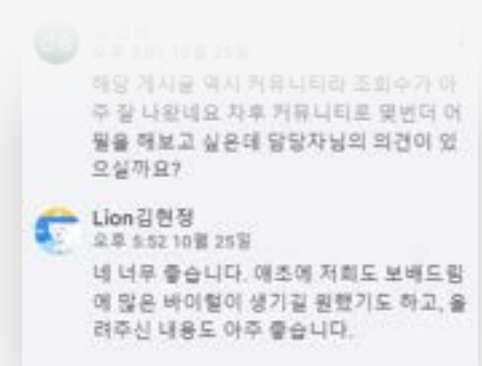 오후 2:01 10월 25일
해당 게시글 역시 커뮤니티라 조회수가 아
주 잘 나왔네요 차후 커뮤니티로 몇번더 어
필을 해보고 싶은데 담당자님의 의견이 있
으실까요?
Lion김현정
오후 5:52 10월 25일
네 너무 좋습니다. 애초에 저희도 보배드림
에 많은 바이럴이 생기길 원했기도 하고, 올
려주신 내용도 아주 좋습니다.